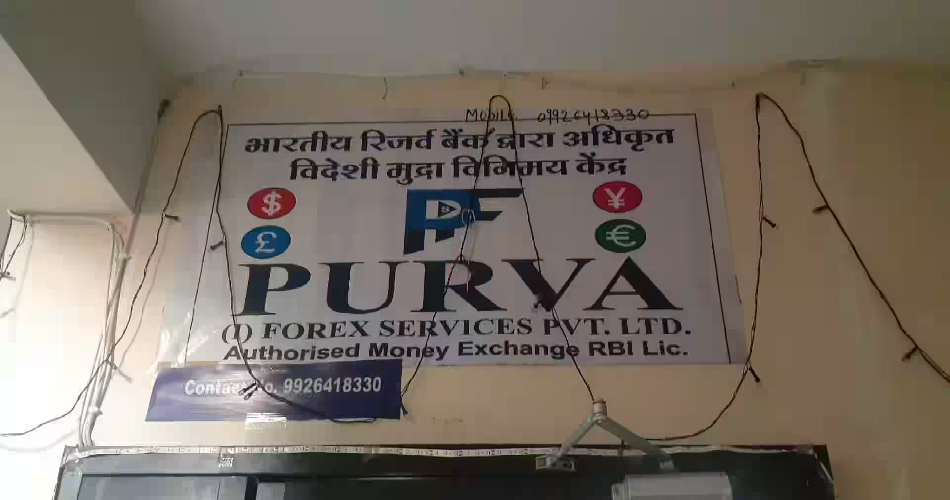 Mobile 09926418330
भारतीय रिजर्व बैंक द्वारा अधिकृत
विदेशी मुद्रा विनिमय केंद्र
$ ¥
£ €
PURVA
(I) FOREX SERVICES PVT. LTD.
Authorised Money Exchange RBI Lic.
Contact No. 9926418330